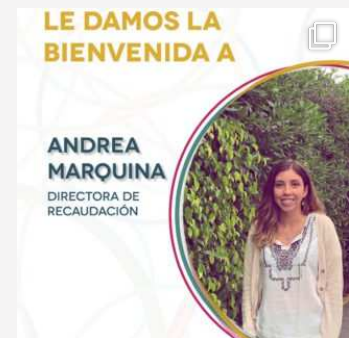 LE DAMOS LA
BIENVENIDA A
ANDREA
MARQUINA
DIRECTORA DE
RECAUDACIÓN